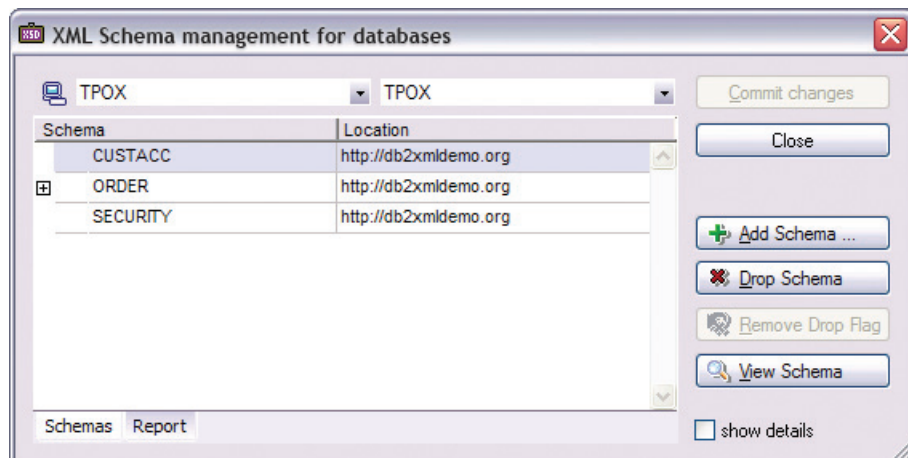 XSD XML Schema management for databases
TPOX TPOX Commit changes
Close
Schema Location
CUSTACC http://db2xmldemo.org
ORDER http://db2xmldemo.org
SECURITY http://db2xmldemo.org
Add Schema ...
Drop Schema
Remove Drop Flag
View Schema
Schemas Report show details